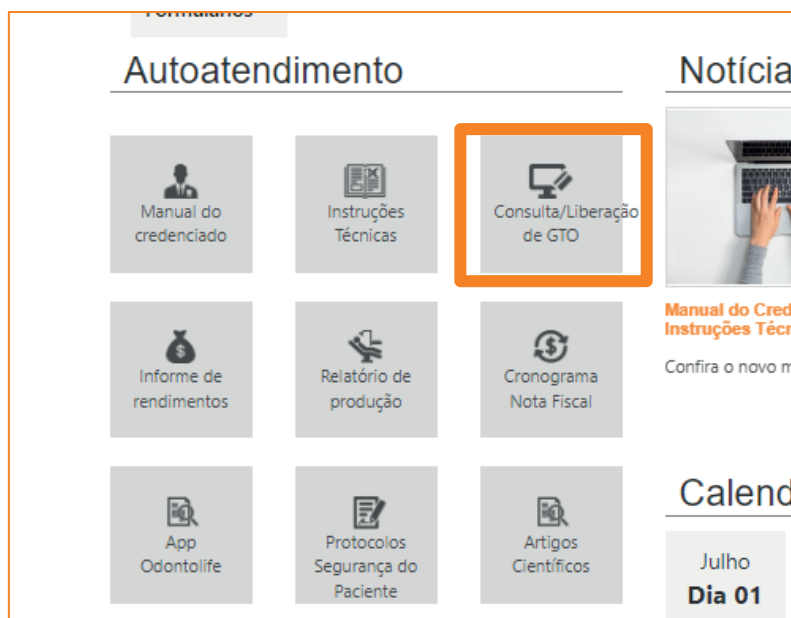 Formulários
Autoatendimento
Manual do
credenciado
Instruções
Técnicas
Consulta/Liberação
de GTO
Informe de
rendimentos
Relatório de
produção
Cronograma
Nota Fiscal
App
Odontolife
Protocolos
Segurança do
Paciente
Artigos
Científicos
Notícia
Manual do Cred
Instruções Técn
Confira o novo m
Calend
Julho
Dia 01